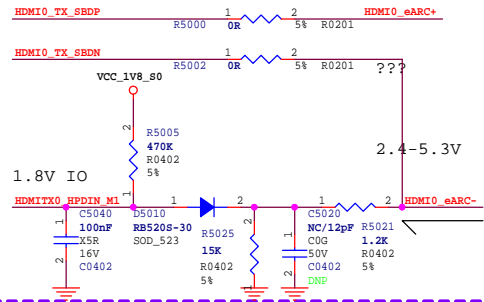 HDMI0_TX_SBDP 1 2 HDMI0_eARC+
R5000 0R 5% R0201
HDMI0_TX_SBDN 1 2
R5002 0R 5% R0201
VCC_1V8_S0 ???
2 R5005
470K
R0402
1 5%
2.4-5.3V
1.8V IO
HDMITX0_HPDIN_M1 1 2 1 2 HDMI0_eARC-
1 C5040 D5010 C5020 R5021
100nF RB520S-30 R5025 2 1 NC/12pF 1.2K
X5R SOD_523 15K C0G R0402
16V R0402 50V 5%
2 C0402 5% 1 2 C0402
DNP